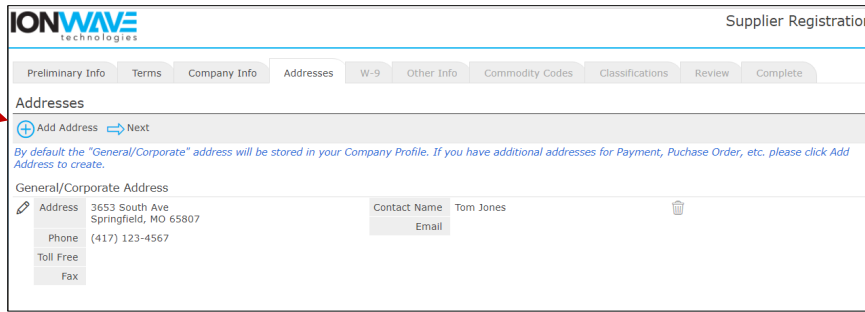 IONWAVE
technologies
Supplier Registration
Preliminary Info Terms Company Info Addresses W-9 Other Info Commodity Codes Classifications Review Complete
Addresses
Add Address Next
By default the "General/Corporate" address will be stored in your Company Profile. If you have additional addresses for Payment, Puchase Order, etc. please click Add
Address to create.
General/Corporate Address
Address 3653 South Ave Contact Name Tom Jones
Springfield, MO 65807
Email
Phone (417) 123-4567
Toll Free
Fax